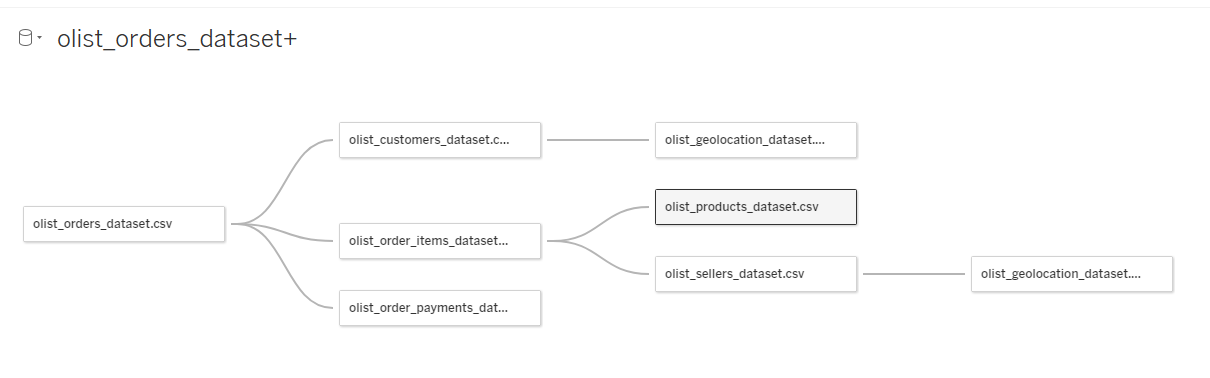 olist_orders_dataset+
olist_customers_dataset.c...
olist_geolocation_dataset....
olist_products_dataset.csv
olist_orders_dataset.csv
olist_order_items_dataset...
olist_sellers_dataset.csv
olist_geolocation_dataset....
olist_order_payments_dat...